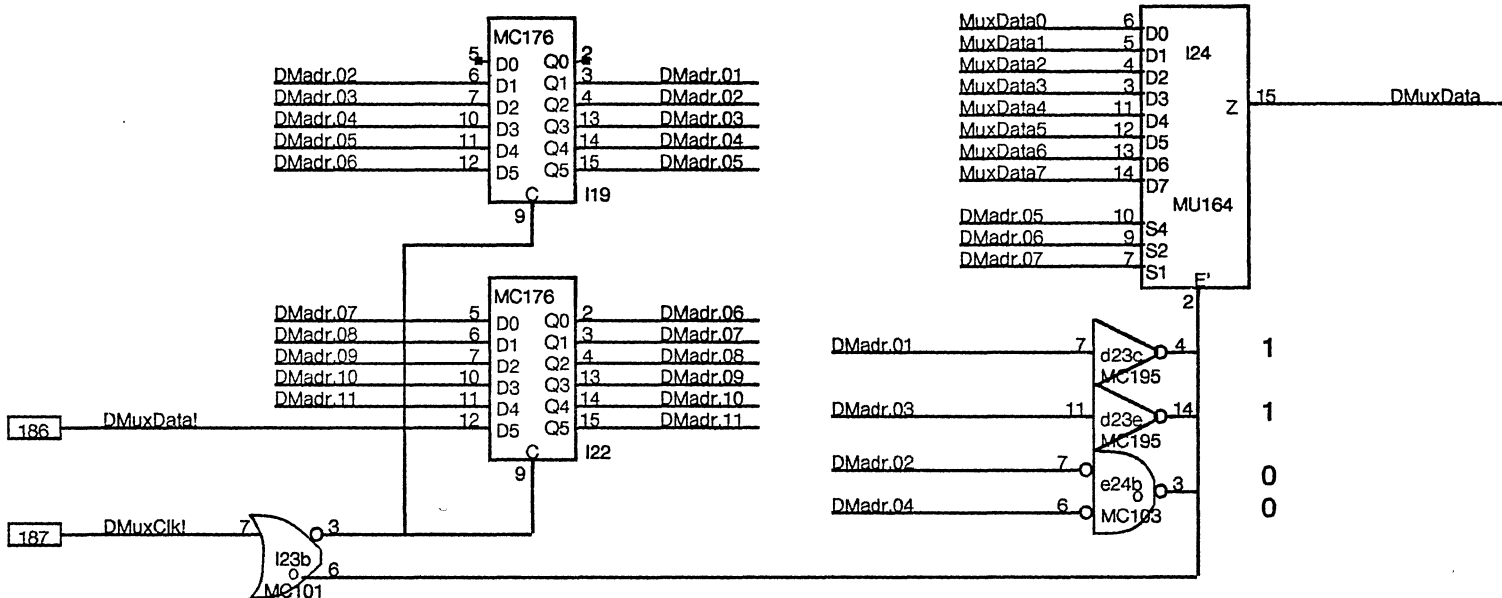 MC176
5 D0 Q0 2
DMadr.02 6 D1 Q1 3 DMadr.01
DMadr.03 7 D2 Q2 4 DMadr.02
DMadr.04 10 D3 Q3 13 DMadr.03
DMadr.05 11 D4 Q4 14 DMadr.04
DMadr.06 12 D5 Q5 15 DMadr.05
C
9
I19
MuxData0 6 D0
MuxData1 5 D1
I24
MuxData2 4 D2
MuxData3 3 D3
MuxData4 11 D4
MuxData5 12 D5
MuxData6 13 D6
MuxData7 14 D7
Z 15 DMuxData
MU164
DMadr.05 10 S4
DMadr.06 9 S2
DMadr.07 7 S1
E'
2
MC176
DMadr.07 5 D0 Q0 2 DMadr.06
DMadr.08 6 D1 Q1 3 DMadr.07
DMadr.09 7 D2 Q2 4 DMadr.08
DMadr.10 10 D3 Q3 13 DMadr.09
DMadr.11 11 D4 Q4 14 DMadr.10
186 DMuxData! 12 D5 Q5 15 DMadr.11
C
9
I22
DMadr.01 7 d23c 4 1
MC195
DMadr.03 11 d23e 14 1
MC195
DMadr.02 7 0
e24b 3
DMadr.04 6 0
MC103
187 DMuxClk! 7 3
I23b
6
MC101